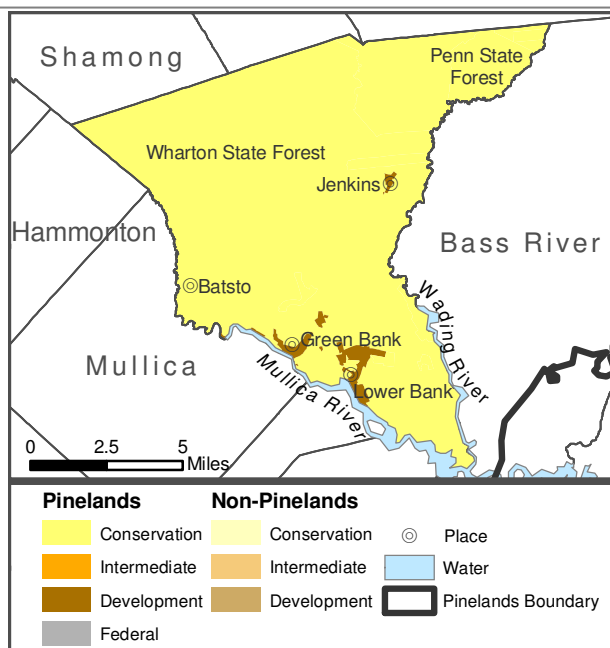 Shamong
Penn State
Forest
Wharton State Forest
Jenkins
Hammonton
Bass River
Batsto
Wading River
Green Bank
Mullica
Mullica River
Lower Bank
0 2.5 5
Miles
Pinelands Non-Pinelands
Conservation Conservation Place
Intermediate Intermediate Water
Development Development Pinelands Boundary
Federal